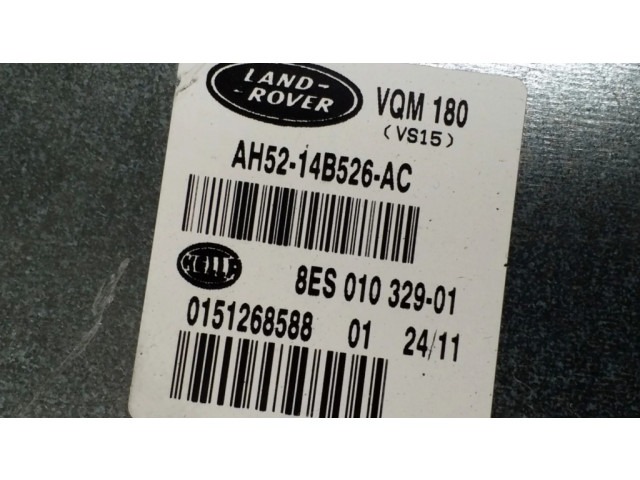 LAND-
-ROVER
VQM 180
(VS15)
AH52-14B526-AC
HELLA
8ES 010 329-01
0151268588 01 24/11